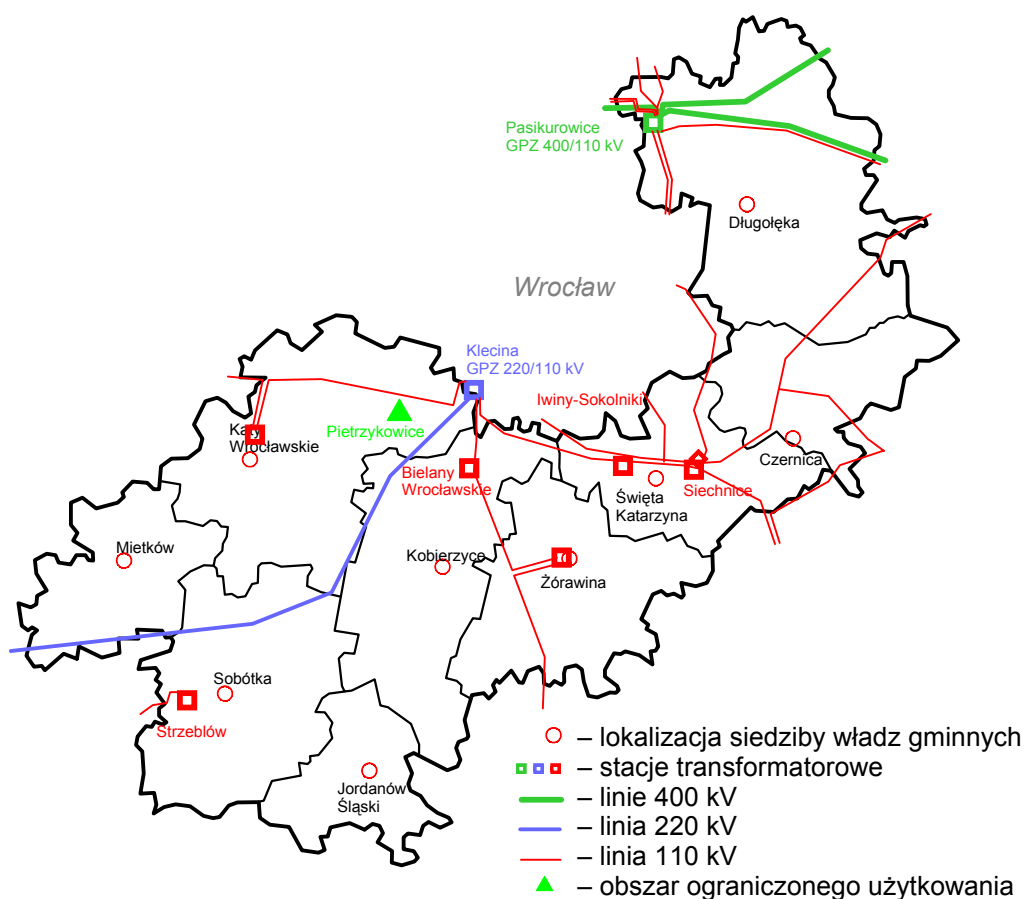 Pasikurowice
GPZ 400/110 kV
Długołęka
Wrocław
Klecina
GPZ 220/110 kV
Iwiny-Sokolniki
Kąty
Wrocławskie
Pietrzykowice
Bielany
Wrocławskie
Czernica
Siechnice
Święta
Katarzyna
Mietków
Kobierzyce
Żórawina
Sobótka
Strzeblów
Jordanów
Śląski
– lokalizacja siedziby władz gminnych
– stacje transformatorowe
– linie 400 kV
– linia 220 kV
– linia 110 kV
– obszar ograniczonego użytkowania